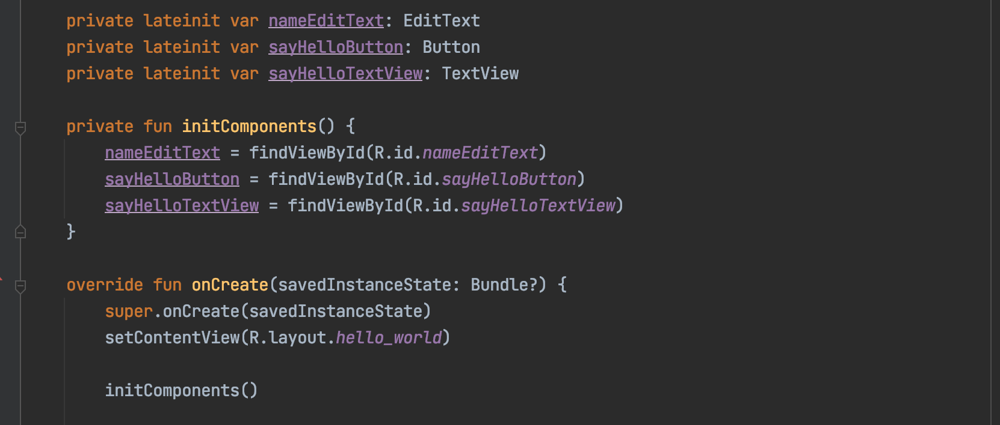 private lateinit var nameEditText: EditText
private lateinit var sayHelloButton: Button
private lateinit var sayHelloTextView: TextView
private fun initComponents() {
nameEditText = findViewById(R.id.nameEditText)
sayHelloButton = findViewById(R.id.sayHelloButton)
sayHelloTextView = findViewById(R.id.sayHelloTextView)
}
override fun onCreate(savedInstanceState: Bundle?) {
super.onCreate(savedInstanceState)
setContentView(R.layout.hello_world)
initComponents()